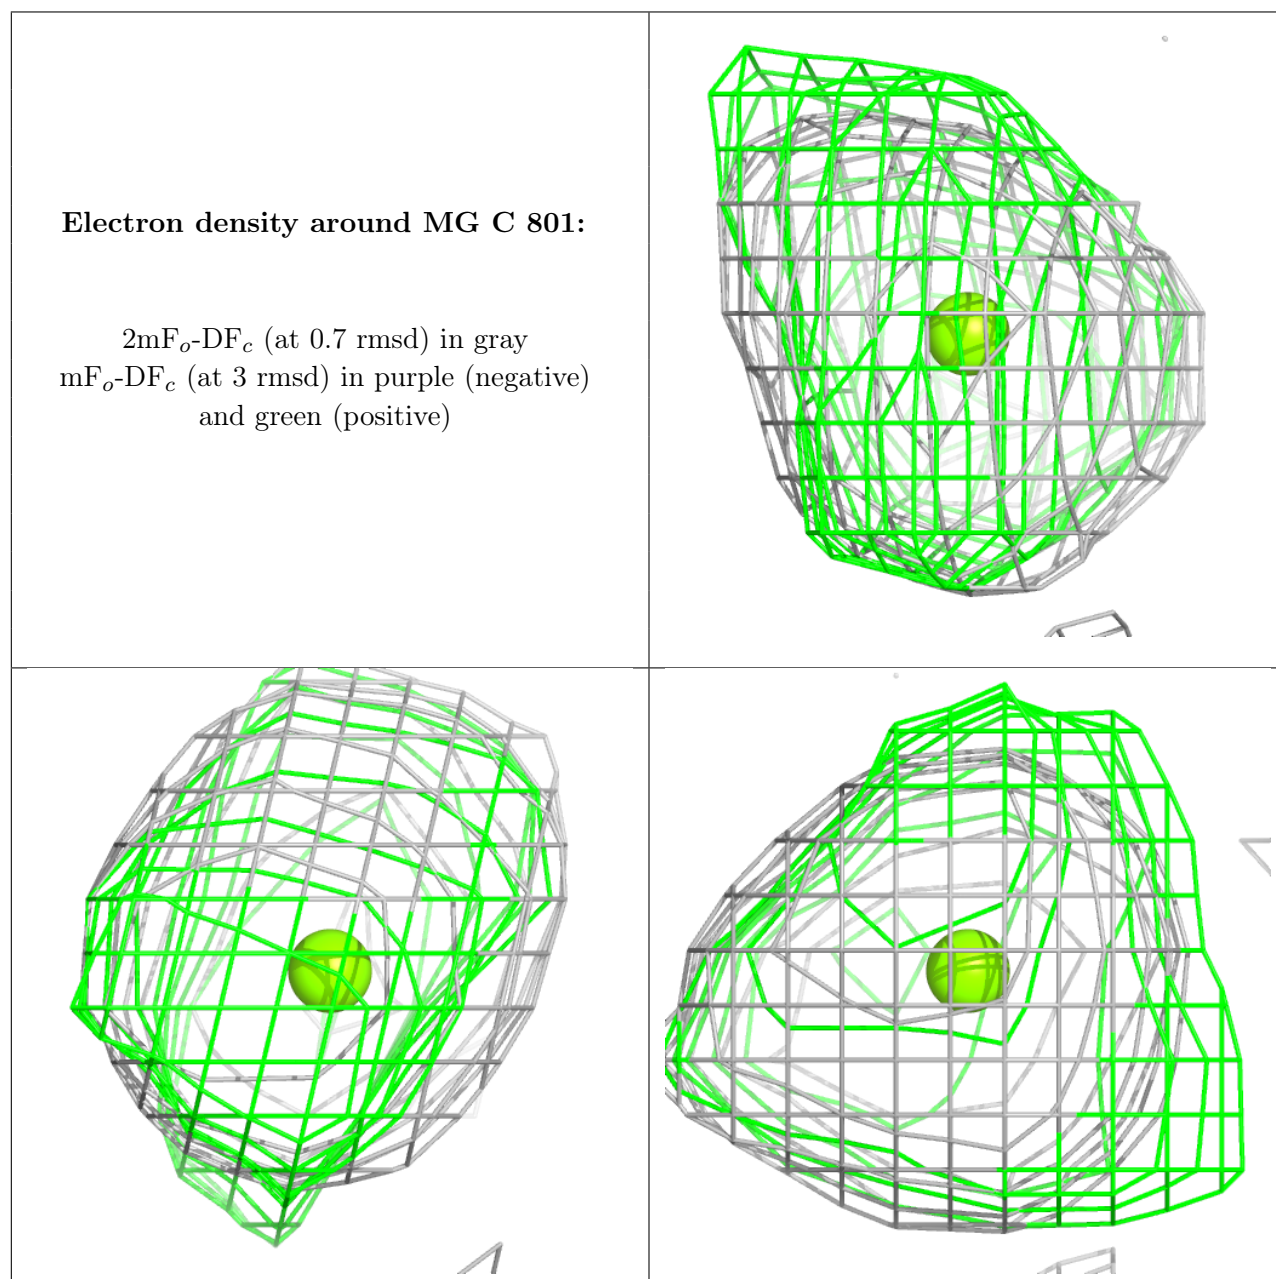 Electron density around MG C 801:
2mFₒ-DF𝒸 (at 0.7 rmsd) in gray
mFₒ-DF𝒸 (at 3 rmsd) in purple (negative)
and green (positive)